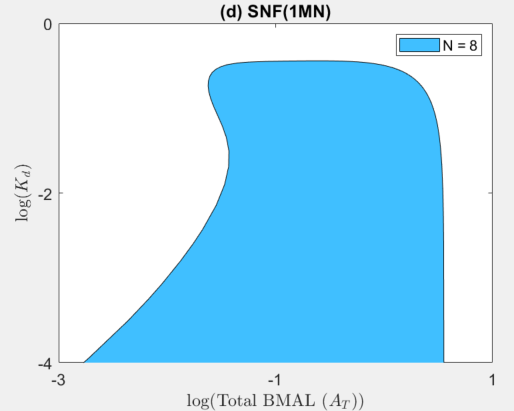 (d) SNF(1MN)
N = 8
0
-2
-4
log(K_d)
-3
-1
1
log(Total BMAL (A_T))